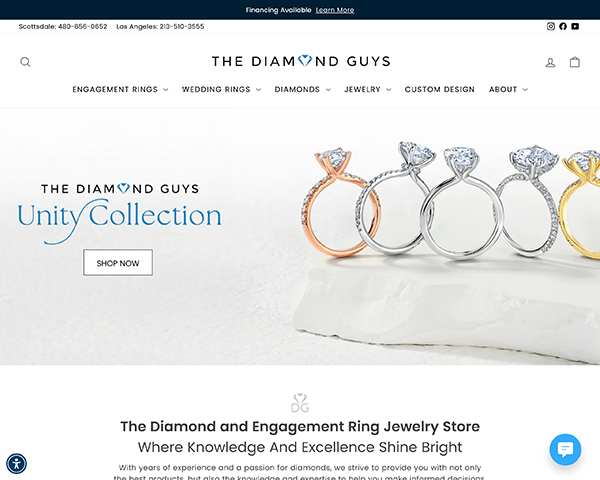 Financing Available Learn More
Scottsdale: 480-656-0652 Los Angeles: 213-510-3555
THE DIAMOND GUYS
ENGAGEMENT RINGS WEDDING RINGS DIAMONDS JEWELRY CUSTOM DESIGN ABOUT
THE DIAMOND GUYS
Unity Collection
SHOP NOW
DG
The Diamond and Engagement Ring Jewelry Store
Where Knowledge And Excellence Shine Bright
With years of experience and a passion for diamonds, we strive to provide you with not only
the best products, but also the knowledge and expertise to help you make informed decisions